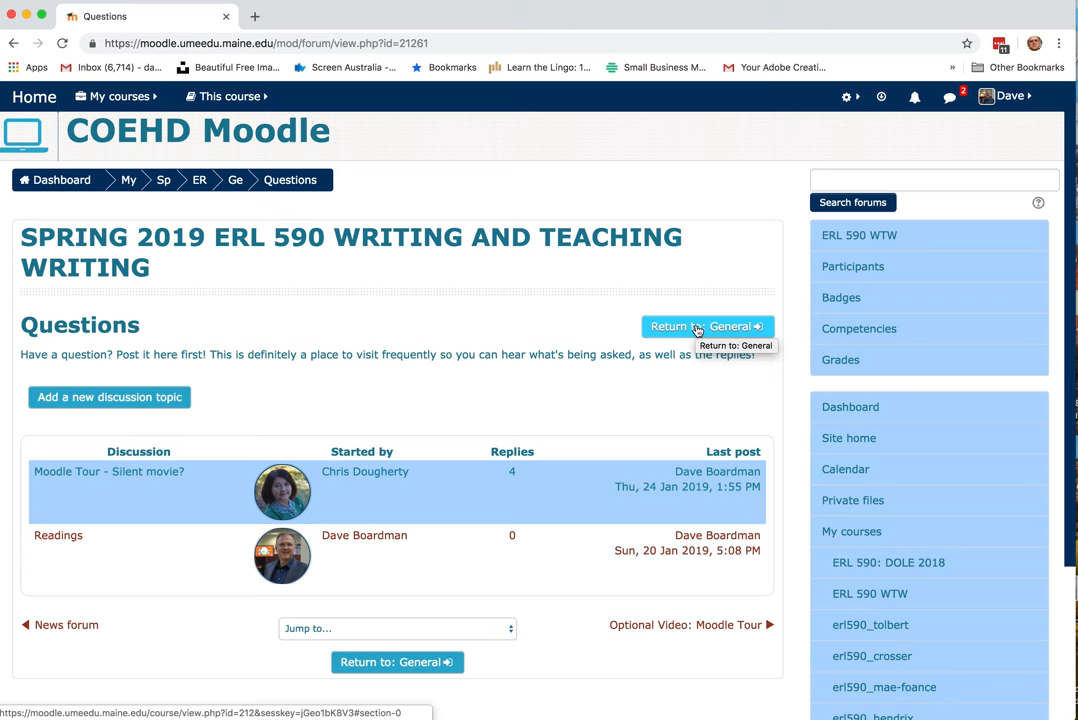 Questions
https://moodle.umeedu.maine.edu/mod/forum/view.php?id=21261
11
Apps
Inbox (6,714) - da...
Beautiful Free Ima...
Screen Australia -...
Bookmarks
Learn the Lingo: 1...
Small Business M...
Your Adobe Creati...
»
Other Bookmarks
Home
My courses
This course
2
Dave
COEHD Moodle
Dashboard
My
Sp
ER
Ge
Questions
Search forums
SPRING 2019 ERL 590 WRITING AND TEACHING
WRITING
Questions
Return to: General
Return to: General
Have a question? Post it here first! This is definitely a place to visit frequently so you can hear what's being asked, as well as the replies!
Add a new discussion topic
Discussion Started by Replies Last post
Moodle Tour - Silent movie? Chris Dougherty 4 Dave Boardman
Thu, 24 Jan 2019, 1:55 PM
Readings Dave Boardman 0 Dave Boardman
Sun, 20 Jan 2019, 5:08 PM
News forum
Jump to...
Optional Video: Moodle Tour
Return to: General
ERL 590 WTW
Participants
Badges
Competencies
Grades
Dashboard
Site home
Calendar
Private files
My courses
ERL 590: DOLE 2018
ERL 590 WTW
erl590_tolbert
erl590_crosser
erl590_mae-foance
erl590_hendrix
https://moodle.umeedu.maine.edu/course/view.php?id=212&sesskey=jGeo1bK8V3#section-0